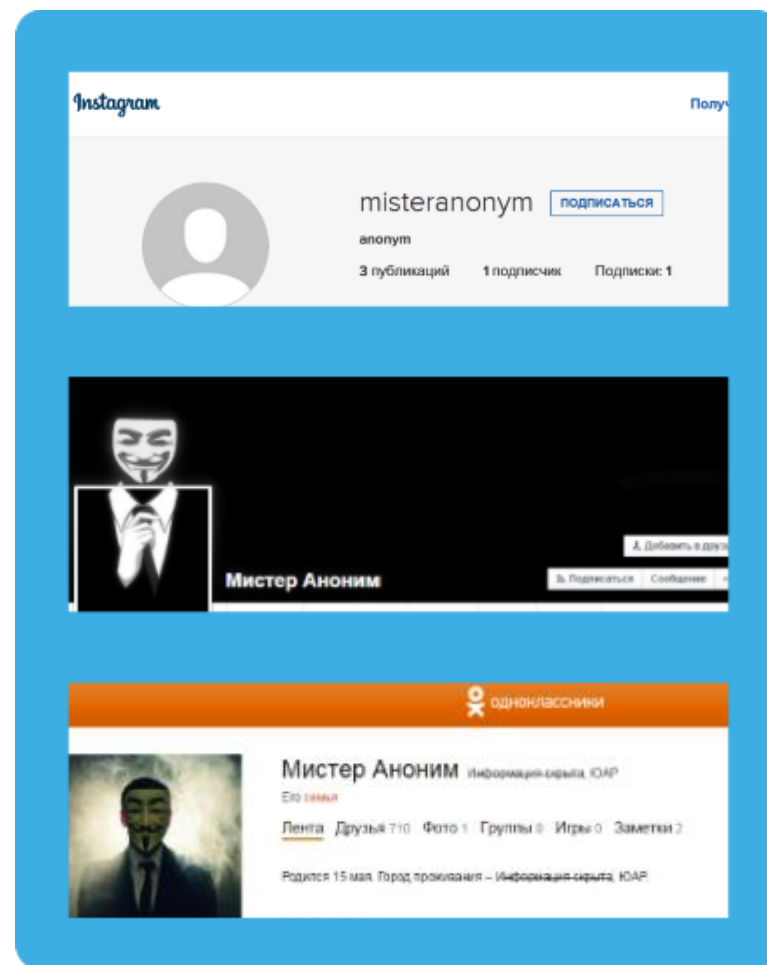 Instagram
Получ
misteranonym ПОДПИСАТЬСЯ
anonym
3 публикаций 1 подписчик Подписки: 1
Добавить в друзь
Мистер Аноним Подписаться Сообщение
одноклассники
Мистер Аноним Информация скрыта, ЮАР
Его семья
Лента Друзья 710 Фото 1 Группы 8 Игры 0 Заметки 2
Родился 15 мая. Город проживания – Информация скрыта, ЮАР